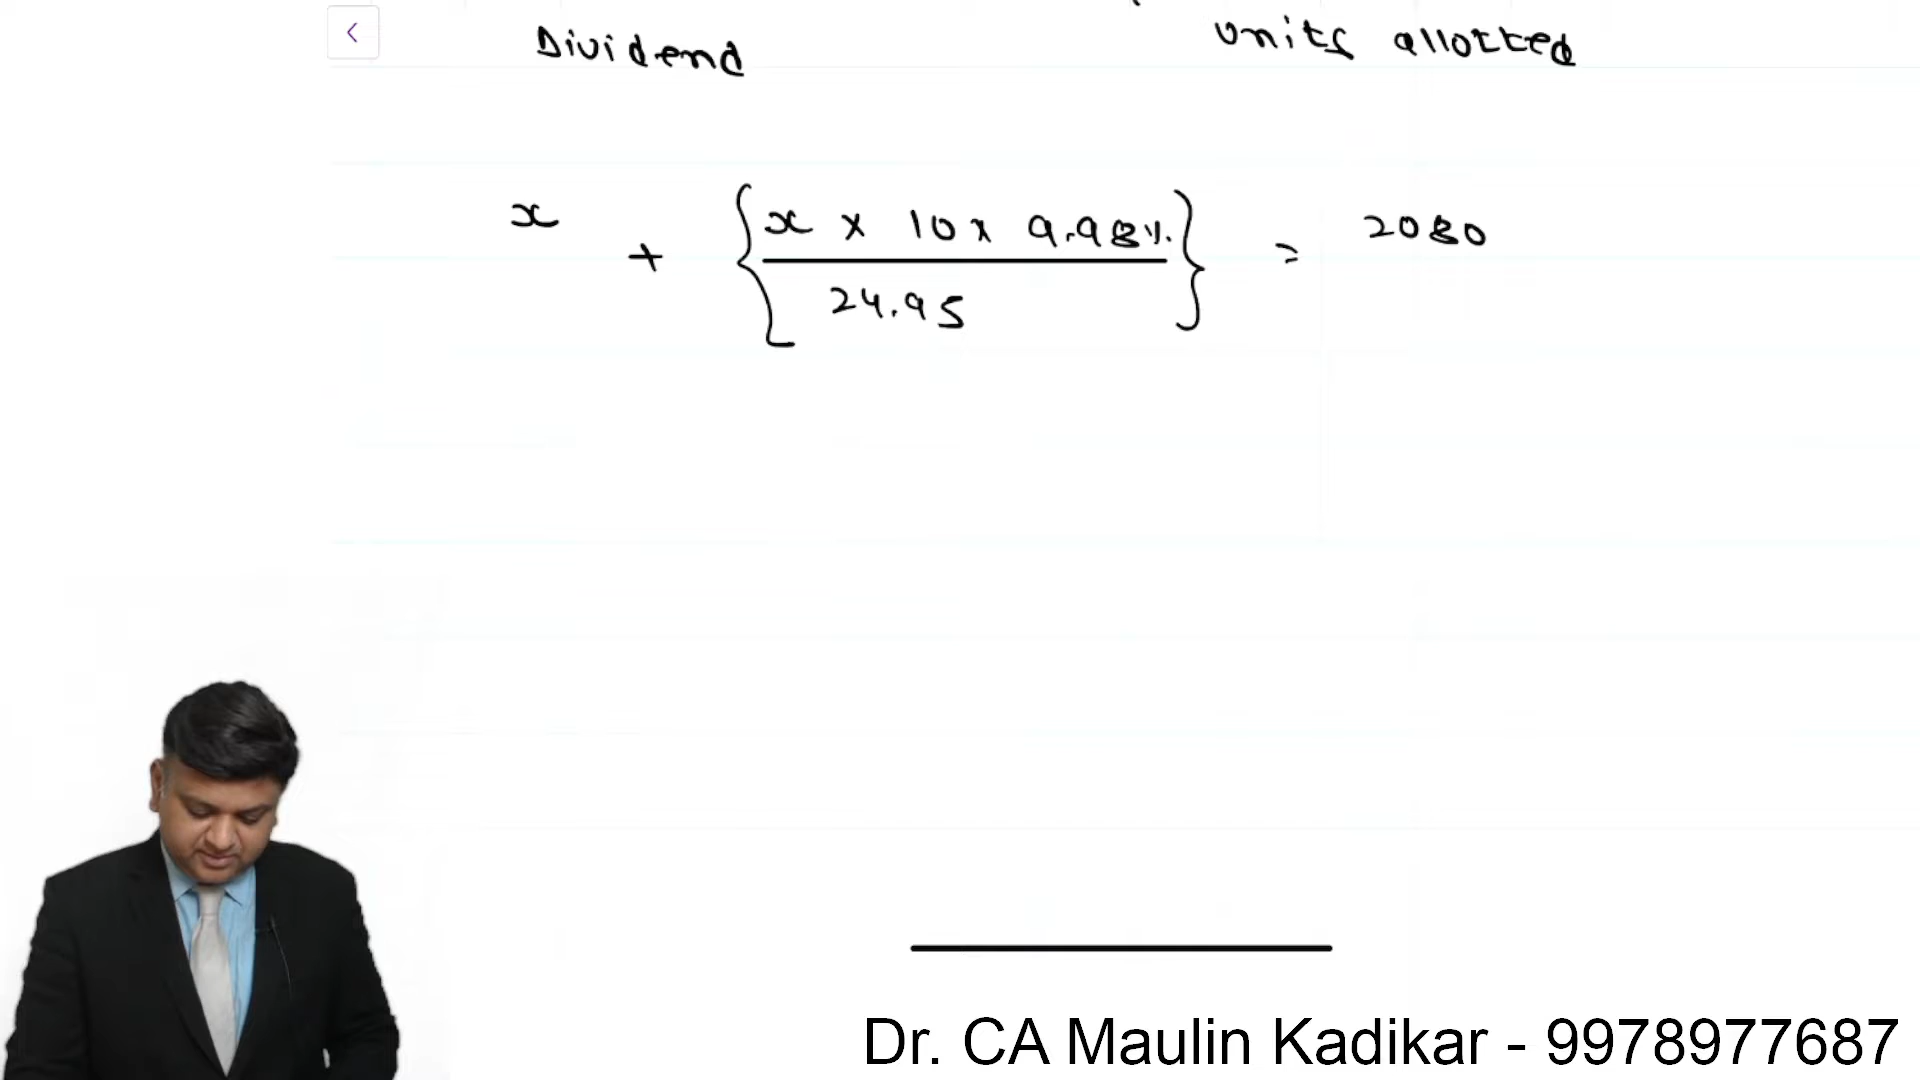 Dividend units allotted
x + { x x 10 x 9.98% / 24.95 } = 2080
Dr. CA Maulin Kadikar - 9978977687